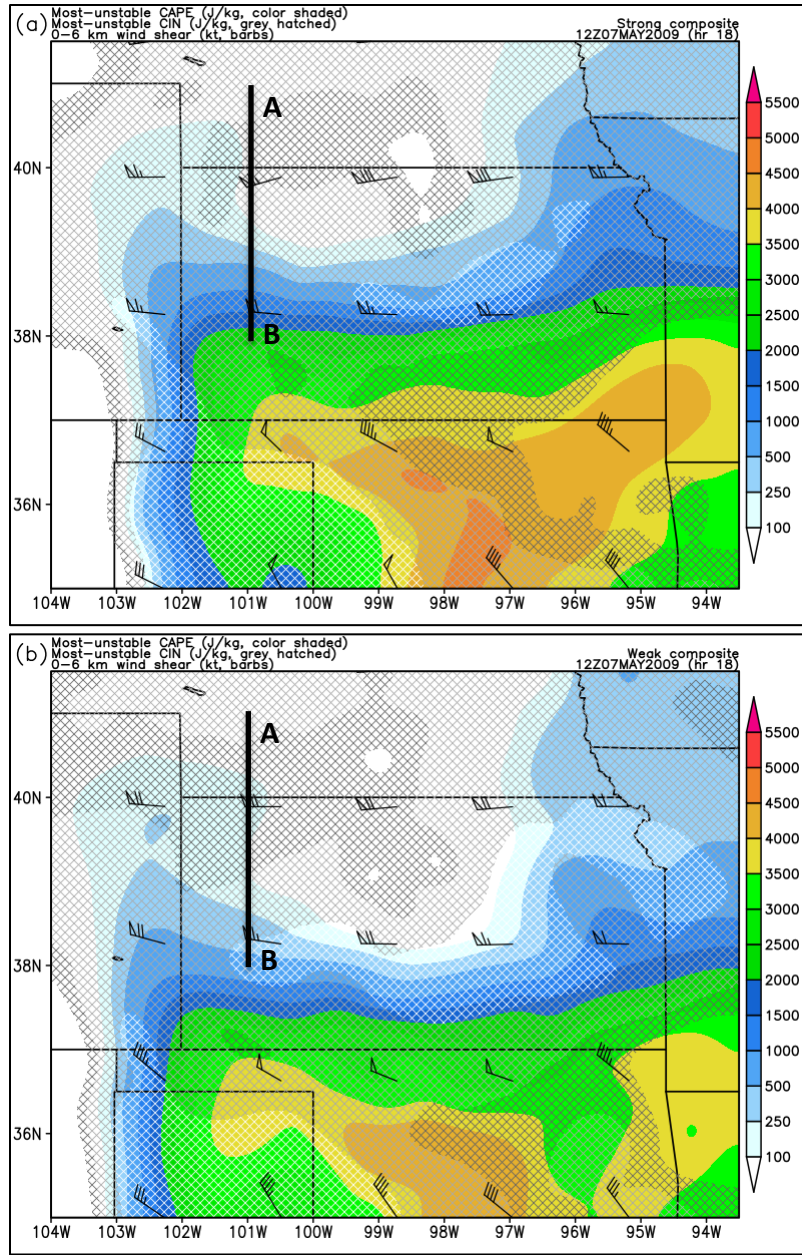 (a)
Most-unstable CAPE (J/kg, color shaded)
Most-unstable CIN (J/kg, grey hatched)
0-6 km wind shear (kt, barbs)
Strong composite
12Z07MAY2009 (hr 18)
A
B
40N
38N
36N
104W 103W 102W 101W 100W 99W 98W 97W 96W 95W 94W
5500
5000
4500
4000
3500
3000
2500
2000
1500
1000
500
250
100
(b)
Most-unstable CAPE (J/kg, color shaded)
Most-unstable CIN (J/kg, grey hatched)
0-6 km wind shear (kt, barbs)
Weak composite
12Z07MAY2009 (hr 18)
A
B
40N
38N
36N
104W 103W 102W 101W 100W 99W 98W 97W 96W 95W 94W
5500
5000
4500
4000
3500
3000
2500
2000
1500
1000
500
250
100